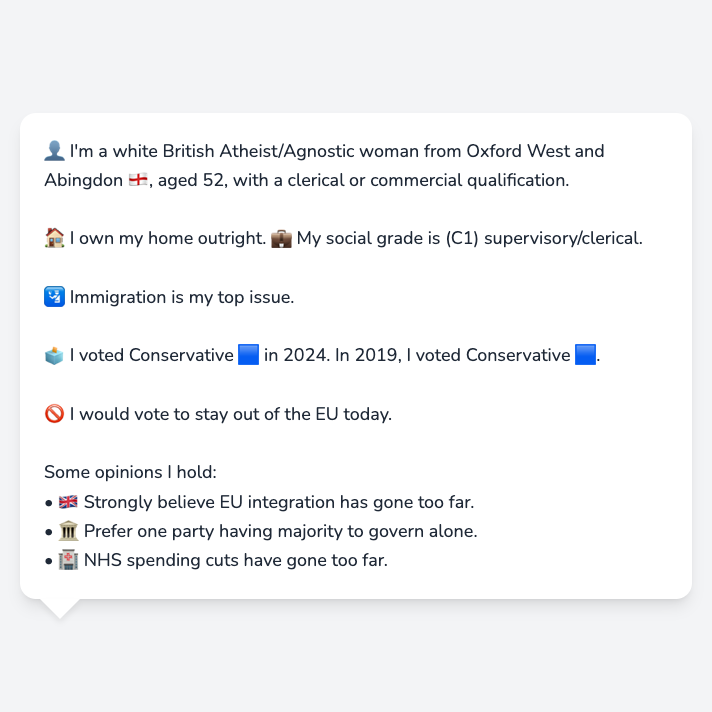 👤 I'm a white British Atheist/Agnostic woman from Oxford West and
Abingdon 🏴󠁧󠁢󠁥󠁮󠁧󠁿, aged 52, with a clerical or commercial qualification.
🏠 I own my home outright. 💼 My social grade is (C1) supervisory/clerical.
🛂 Immigration is my top issue.
🗳️ I voted Conservative 🟦 in 2024. In 2019, I voted Conservative 🟦.
🚫 I would vote to stay out of the EU today.
Some opinions I hold:
• 🇬🇧 Strongly believe EU integration has gone too far.
• 🏛️ Prefer one party having majority to govern alone.
• 🏥 NHS spending cuts have gone too far.